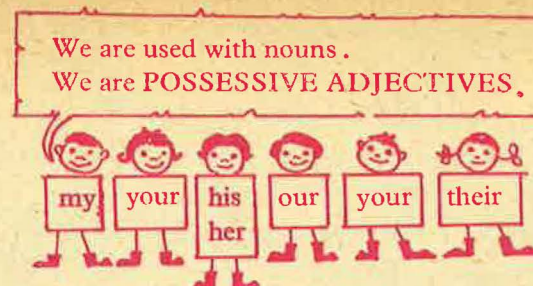 We are used with nouns.
We are POSSESSIVE ADJECTIVES.
my your his our your their
her